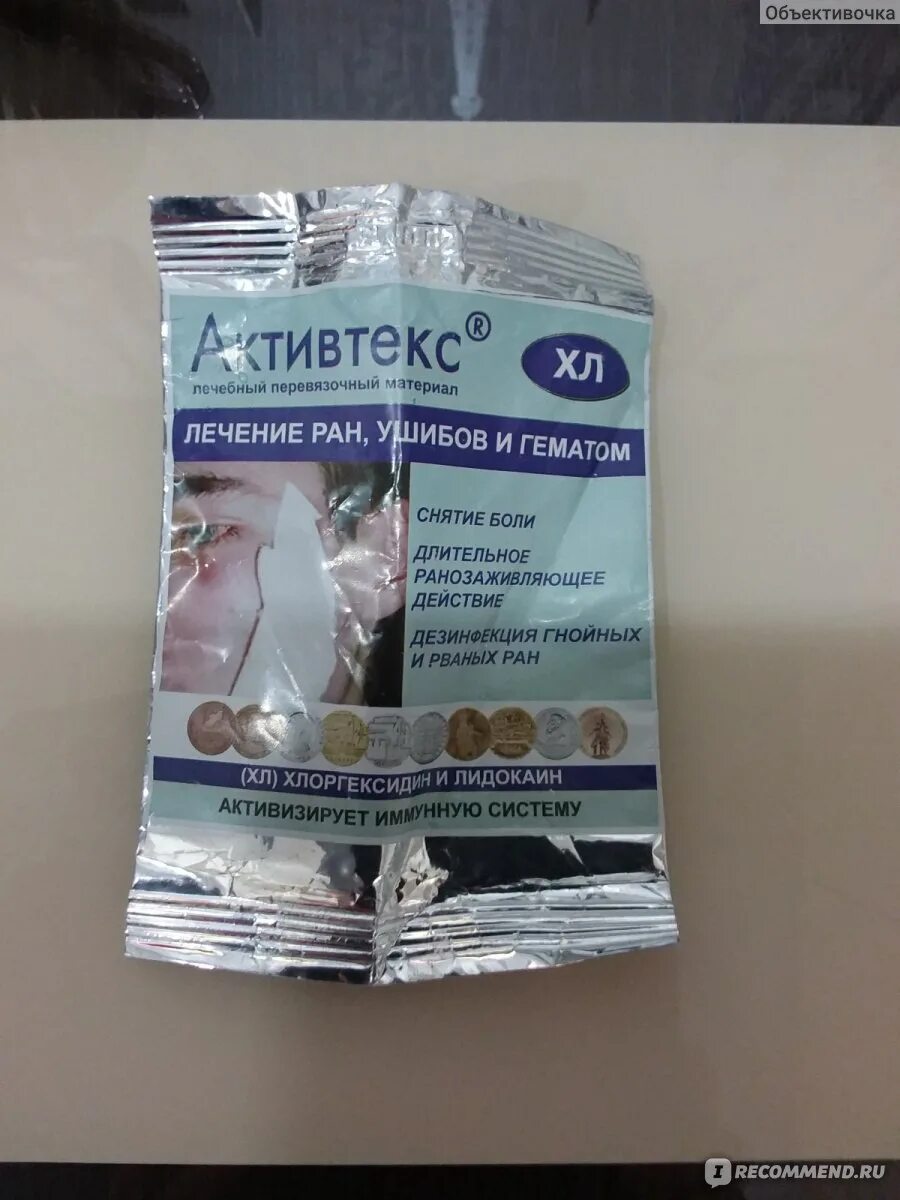 Объективочка
Активтекс®
ХЛ
лечебный перевязочный материал
ЛЕЧЕНИЕ РАН, УШИБОВ И ГЕМАТОМ
СНЯТИЕ БОЛИ
ДЛИТЕЛЬНОЕ
РАНОЗАЖИВЛЯЮЩЕЕ
ДЕЙСТВИЕ
ДЕЗИНФЕКЦИЯ ГНОЙНЫХ
И РВАНЫХ РАН
(ХЛ) ХЛОРГЕКСИДИН И ЛИДОКАИН
АКТИВИЗИРУЕТ ИММУННУЮ СИСТЕМУ
IRECOMMEND.RU